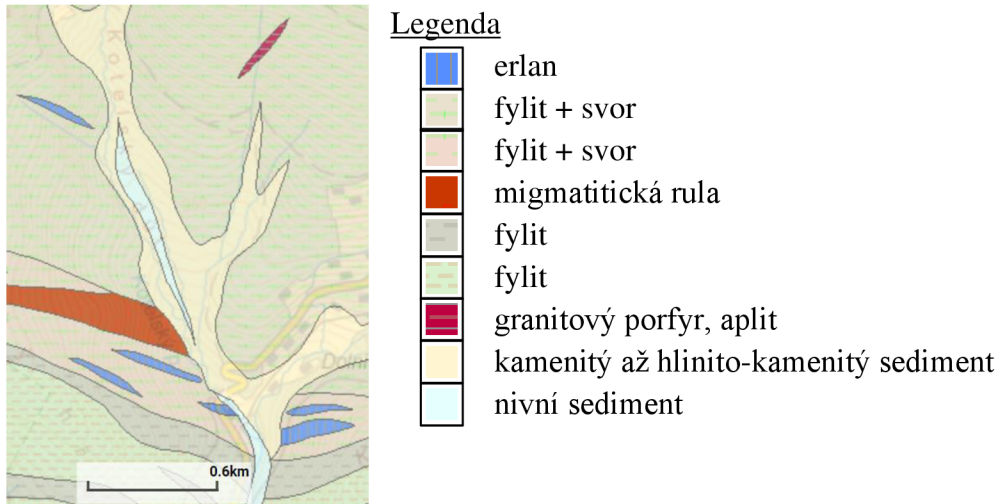 Kotels
Legenda
erlan
fylit + svor
fylit + svor
migmatitická rula
fylit
fylit
granitový porfyr, aplit
kamenitý až hlinito-kamenitý sediment
nivní sediment
0.6km